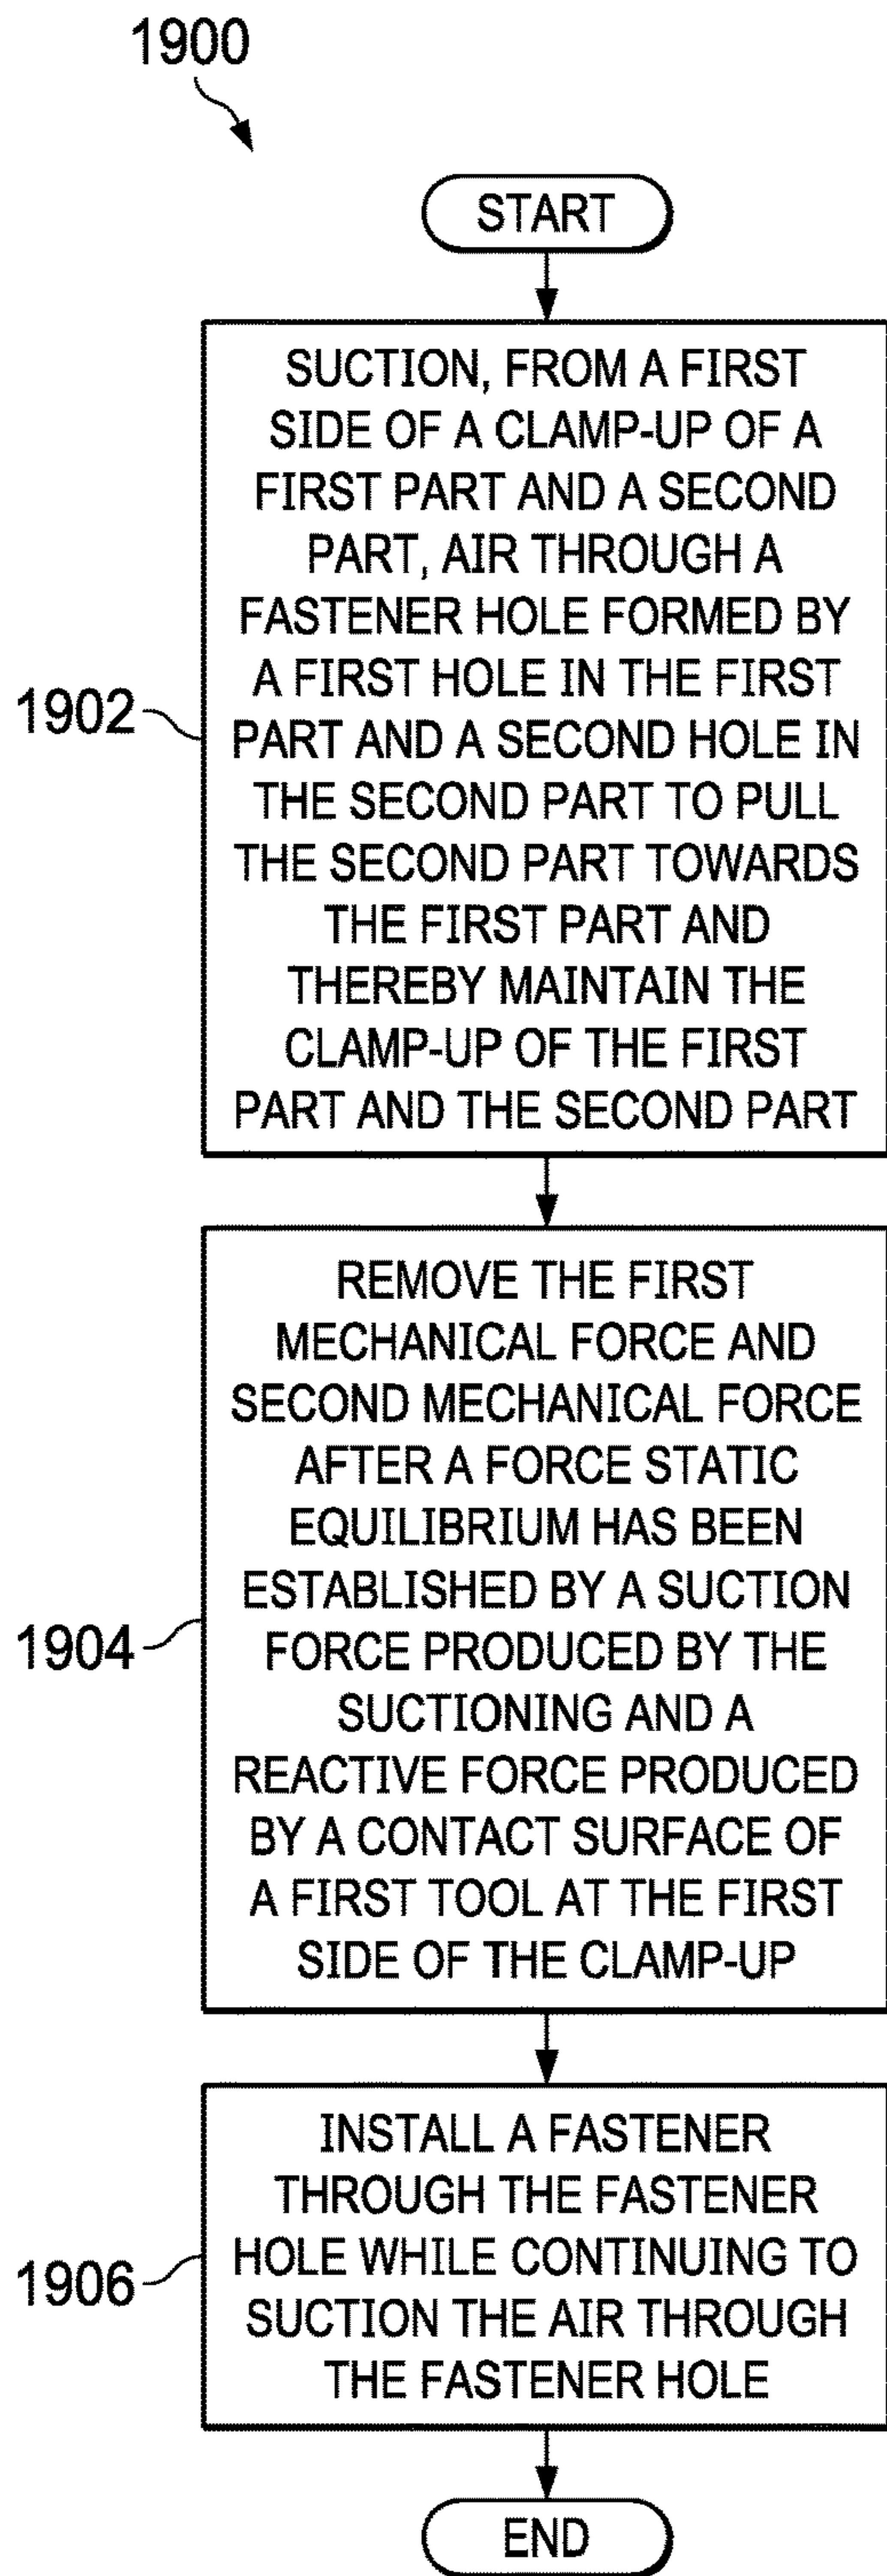 1900
START
SUCTION, FROM A FIRST
SIDE OF A CLAMP-UP OF A
FIRST PART AND A SECOND
PART, AIR THROUGH A
FASTENER HOLE FORMED BY
A FIRST HOLE IN THE FIRST
PART AND A SECOND HOLE IN
THE SECOND PART TO PULL
THE SECOND PART TOWARDS
THE FIRST PART AND
THEREBY MAINTAIN THE
CLAMP-UP OF THE FIRST
PART AND THE SECOND PART
1902
REMOVE THE FIRST
MECHANICAL FORCE AND
SECOND MECHANICAL FORCE
AFTER A FORCE STATIC
EQUILIBRIUM HAS BEEN
ESTABLISHED BY A SUCTION
FORCE PRODUCED BY THE
SUCTIONING AND A
REACTIVE FORCE PRODUCED
BY A CONTACT SURFACE OF
A FIRST TOOL AT THE FIRST
SIDE OF THE CLAMP-UP
1904
INSTALL A FASTENER
THROUGH THE FASTENER
HOLE WHILE CONTINUING TO
SUCTION THE AIR THROUGH
THE FASTENER HOLE
1906
END